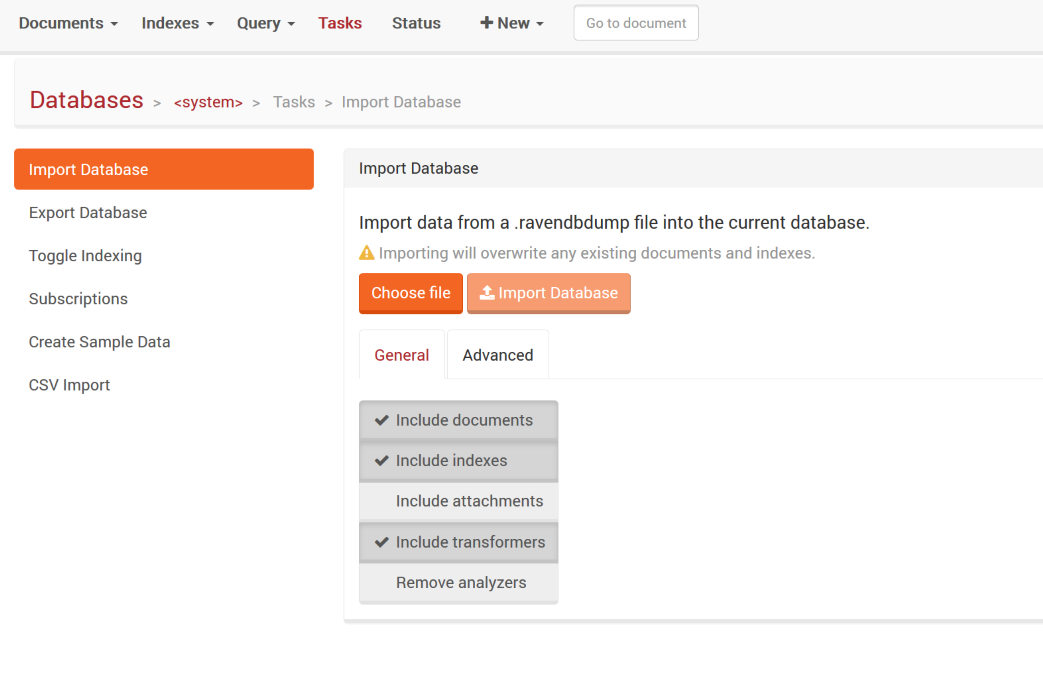 Documents Indexes Query Tasks Status New Go to document
Databases > <system> > Tasks > Import Database
Import Database
Export Database
Toggle Indexing
Subscriptions
Create Sample Data
CSV Import
Import Database
Import data from a .ravendbdump file into the current database.
Importing will overwrite any existing documents and indexes.
Choose file Import Database
General Advanced
Include documents
Include indexes
Include attachments
Include transformers
Remove analyzers